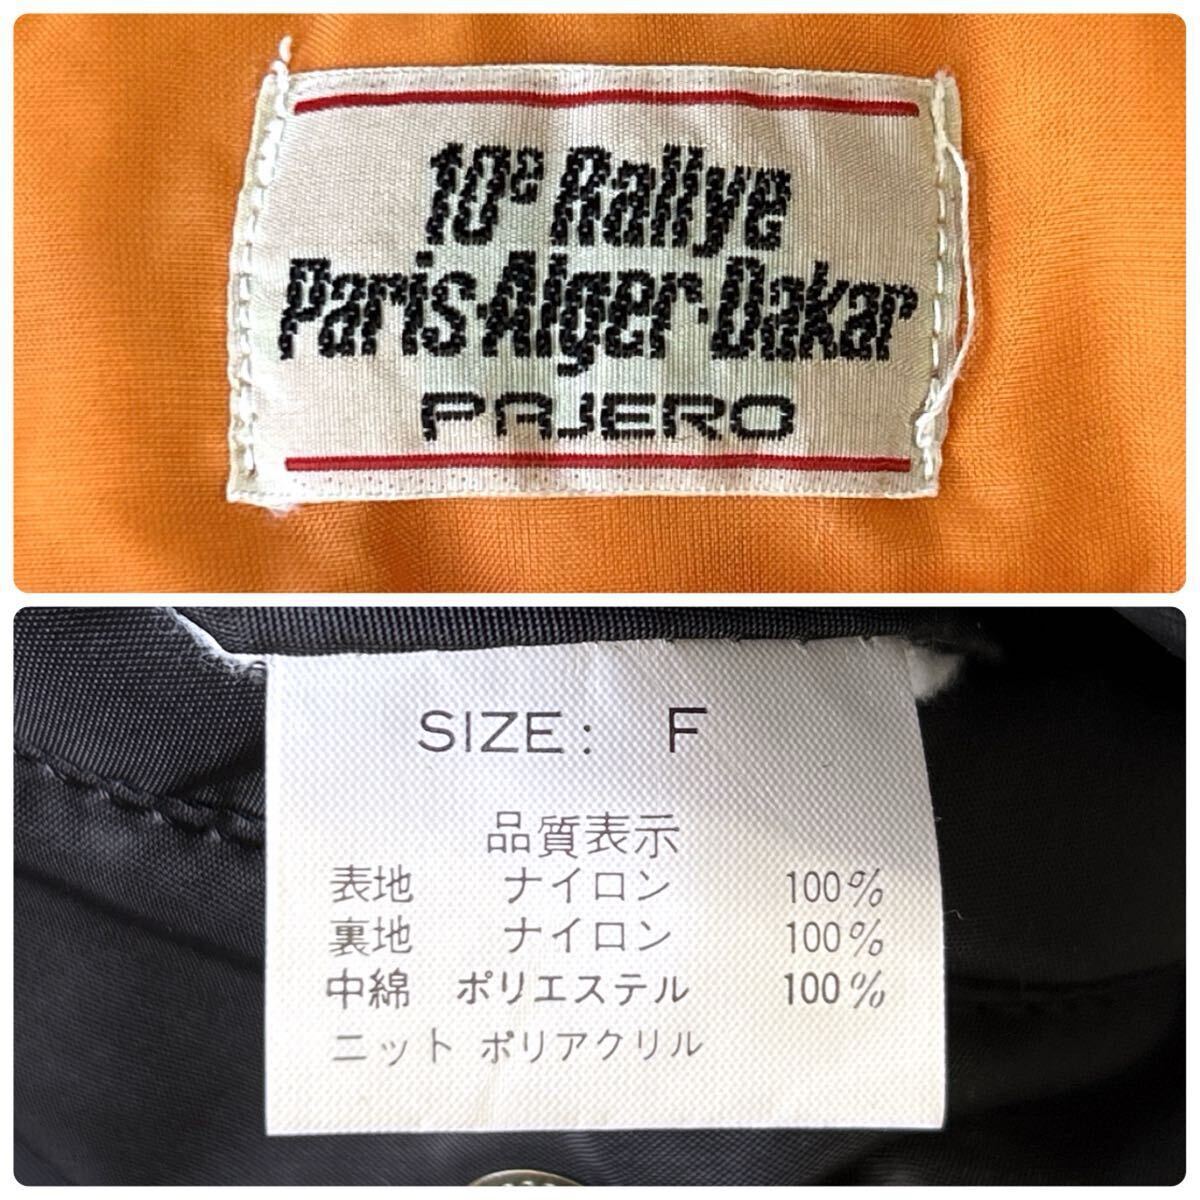 10e Rallye
Paris·Alger·Dakar
PAJERO
SIZE: F
品質表示
表地 ナイロン 100%
裏地 ナイロン 100%
中綿 ポリエステル 100%
ニット ポリアクリル